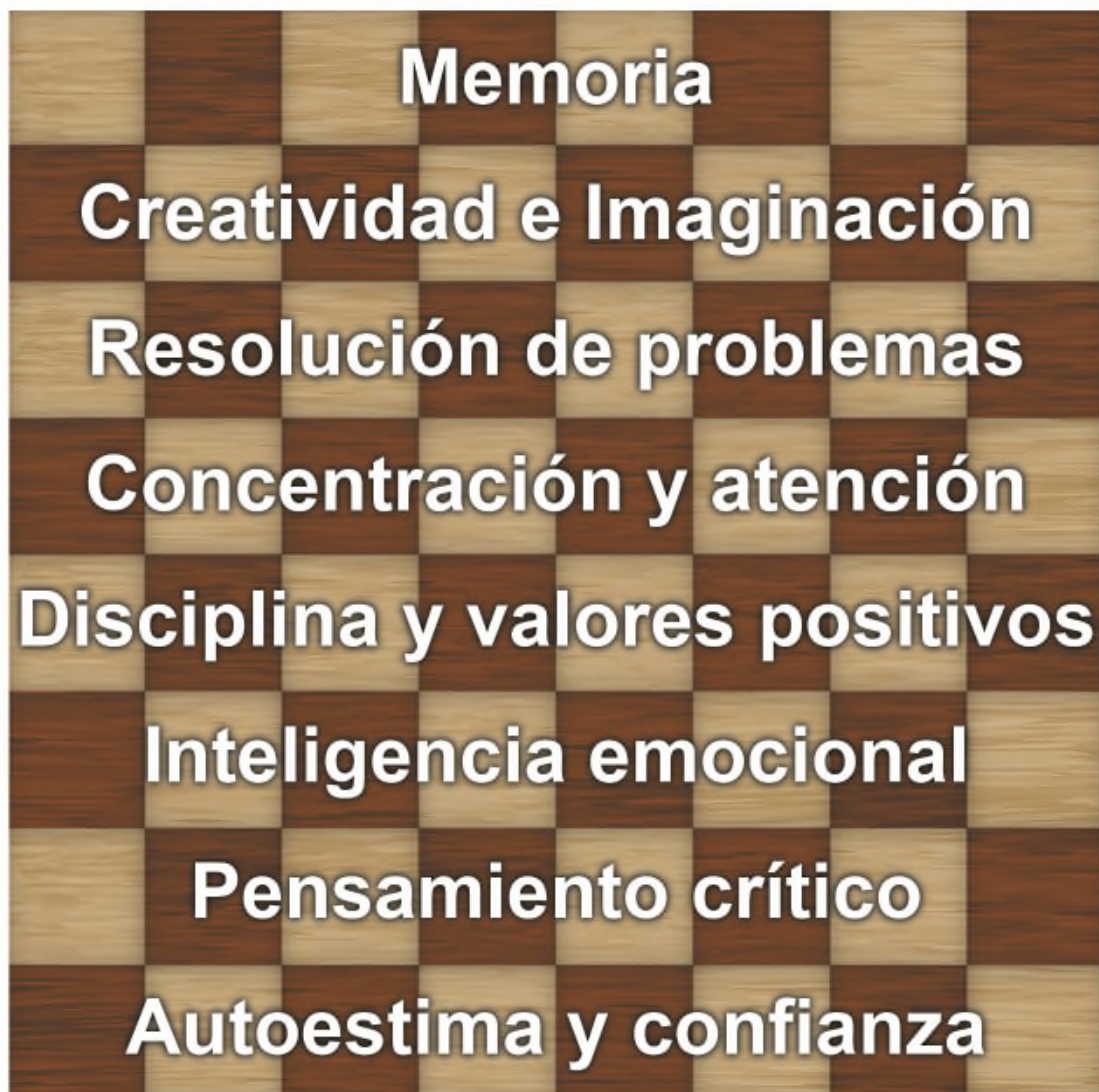 Memoria
Creatividad e Imaginación
Resolución de problemas
Concentración y atención
Disciplina y valores positivos
Inteligencia emocional
Pensamiento crítico
Autoestima y confianza